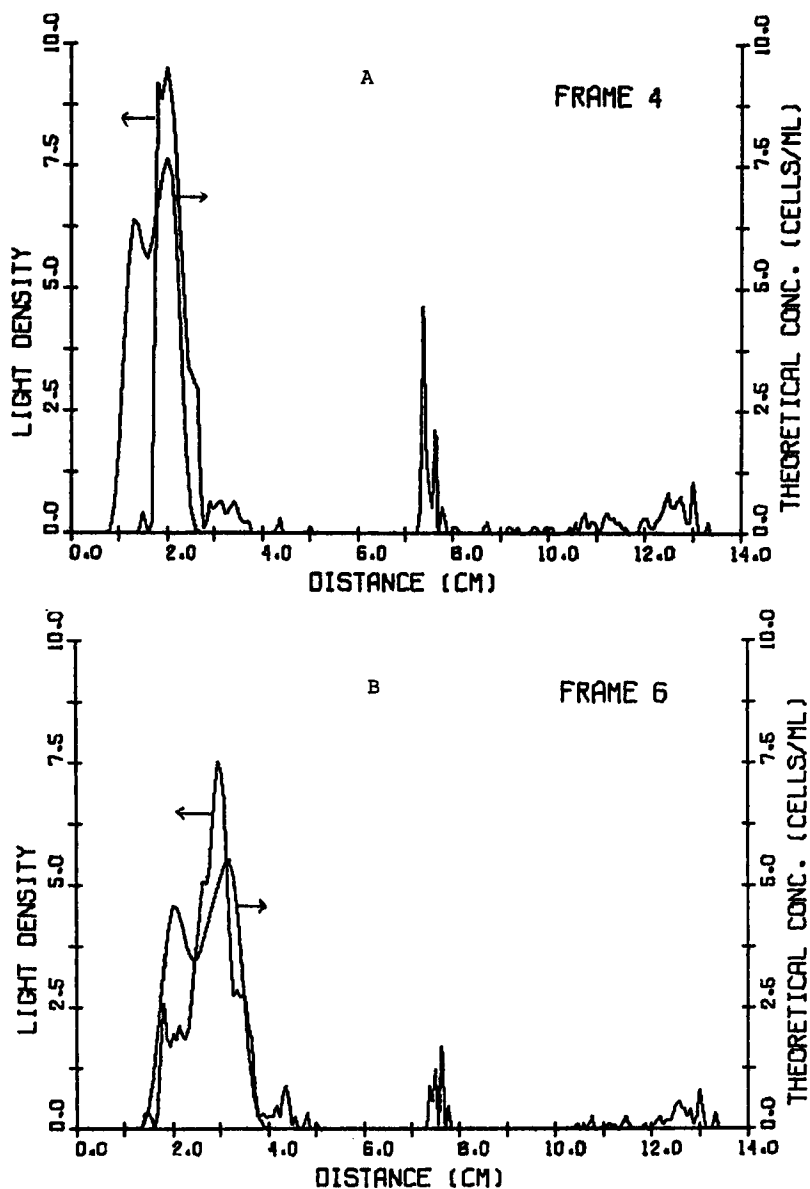 A
FRAME 4
LIGHT DENSITY
10.0
7.5
5.0
2.5
0.0
THEORETICAL CONC. (CELLS/ML)
10.0
7.5
5.0
2.5
0.0
0.0 2.0 4.0 6.0 8.0 10.0 12.0 14.0
DISTANCE (CM)
B
FRAME 6
LIGHT DENSITY
10.0
7.5
5.0
2.5
0.0
THEORETICAL CONC. (CELLS/ML)
10.0
7.5
5.0
2.5
0.0
0.0 2.0 4.0 6.0 8.0 10.0 12.0 14.0
DISTANCE (CM)